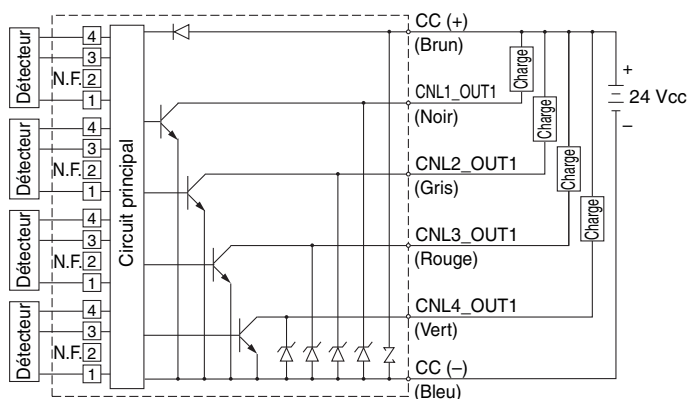 Détecteur
4
3
N.F. 2
1
Détecteur
4
3
N.F. 2
1
Détecteur
4
3
N.F. 2
1
Détecteur
4
3
N.F. 2
1
Circuit principal
CC (+)
(Brun)
CNL1_OUT1
(Noir)
CNL2_OUT1
(Gris)
CNL3_OUT1
(Rouge)
CNL4_OUT1
(Vert)
CC (–)
(Bleu)
Charge
Charge
Charge
Charge
+
24 Vcc
–